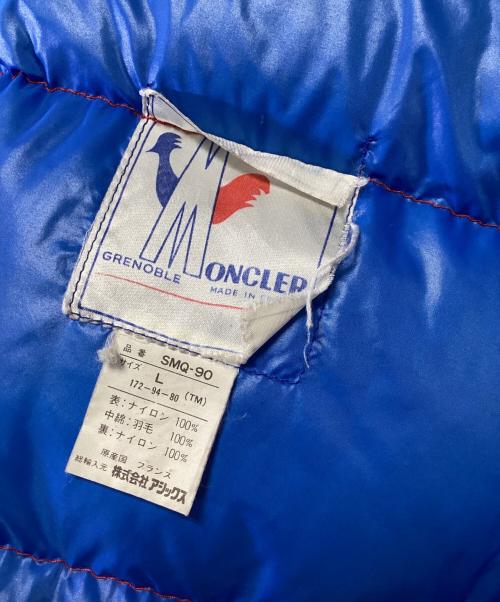 GRENOBLE
MONCLER
MADE IN
品番 SMQ-90
サイズ L
172-94-80 (TM)
表:ナイロン 100%
中綿:羽毛 100%
裏:ナイロン 100%
原産国 フランス
総輸入元 株式会社アシックス